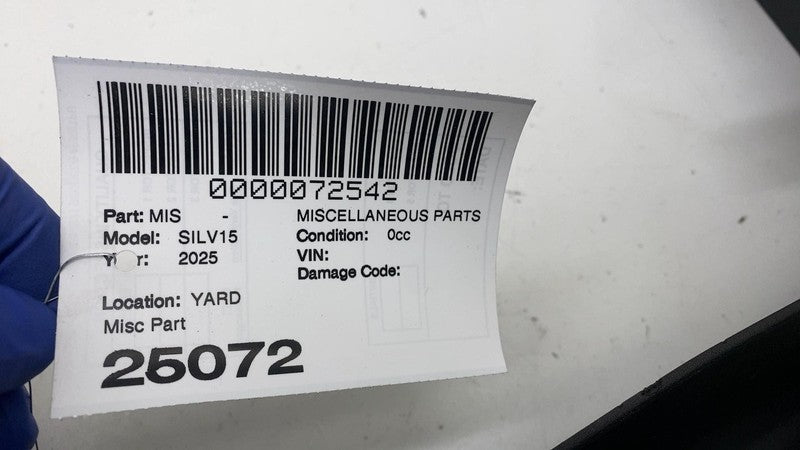 0000072542
Part: MIS - MISCELLANEOUS PARTS
Model: SILV15 Condition: 0cc
Year: 2025 VIN:
Damage Code:
Location: YARD
Misc Part
25072